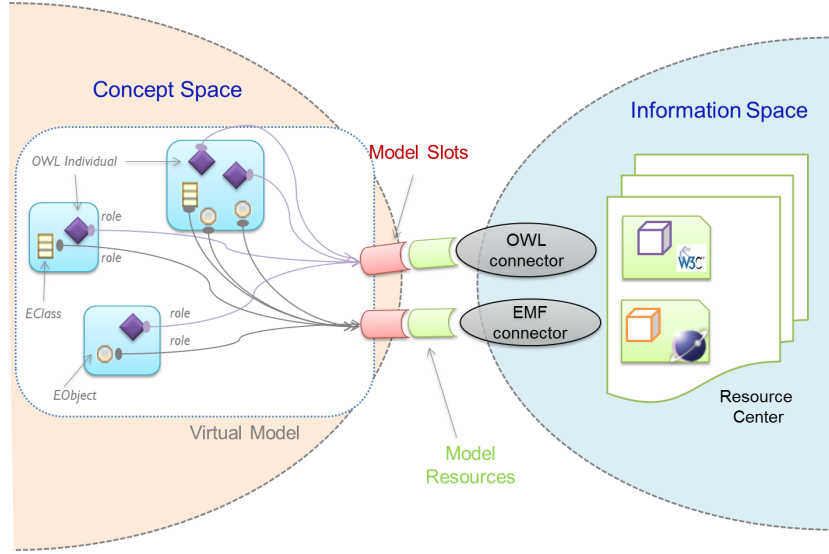 Concept Space
Information Space
OWL Individual
Model Slots
role
role
OWL
connector
W3C
EClass
role
EMF
connector
role
EObject
Resource
Center
Virtual Model
Model
Resources